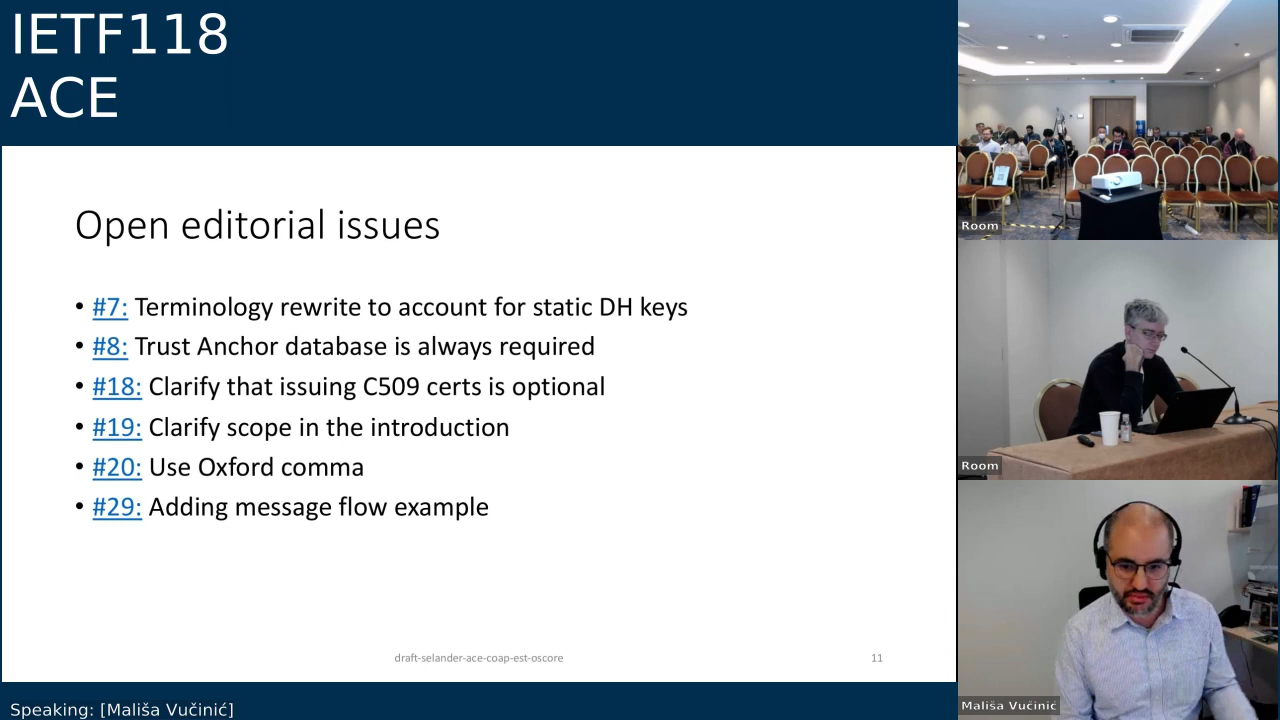 IETF118
ACE
Open editorial issues
• #7: Terminology rewrite to account for static DH keys
• #8: Trust Anchor database is always required
• #18: Clarify that issuing C509 certs is optional
• #19: Clarify scope in the introduction
• #20: Use Oxford comma
• #29: Adding message flow example
draft-selander-ace-coap-est-oscore
11
Speaking: [Mališa Vučinić]
Room
Room
Mališa Vučinić